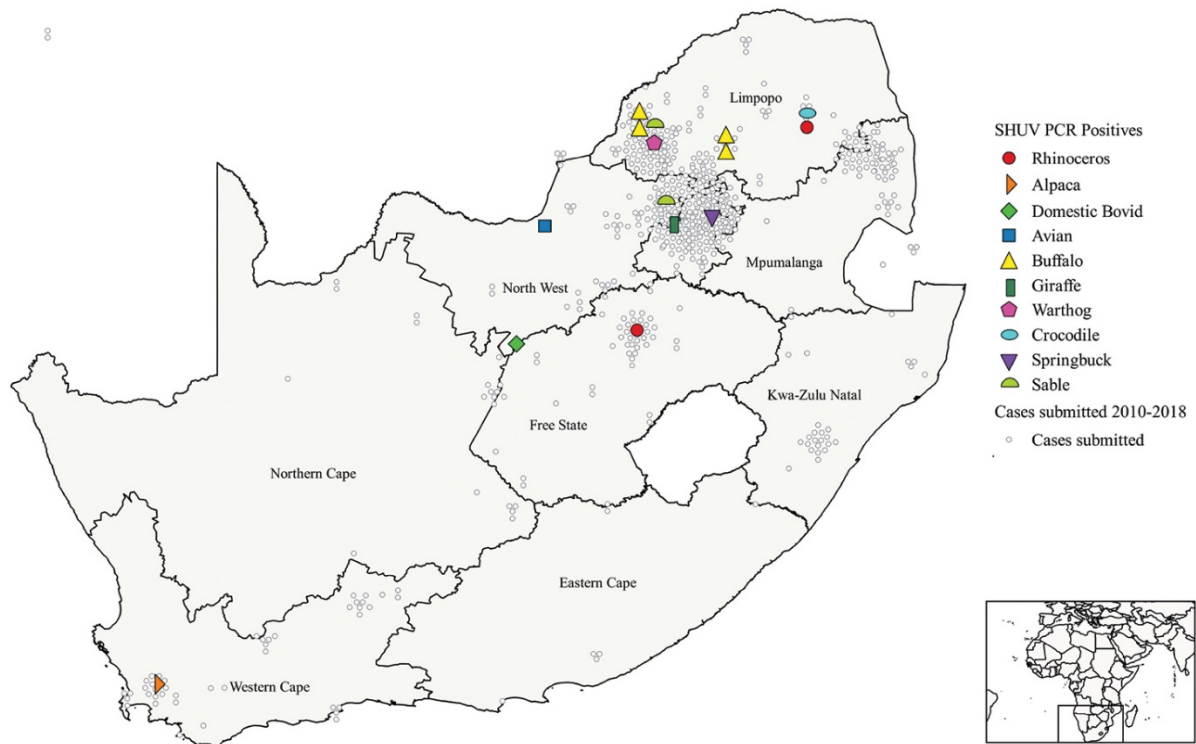 Limpopo
North West
Mpumalanga
Free State
Kwa-Zulu Natal
Northern Cape
Eastern Cape
Western Cape
SHUV PCR Positives
Rhinoceros
Alpaca
Domestic Bovid
Avian
Buffalo
Giraffe
Warthog
Crocodile
Springbuck
Sable
Cases submitted 2010-2018
Cases submitted